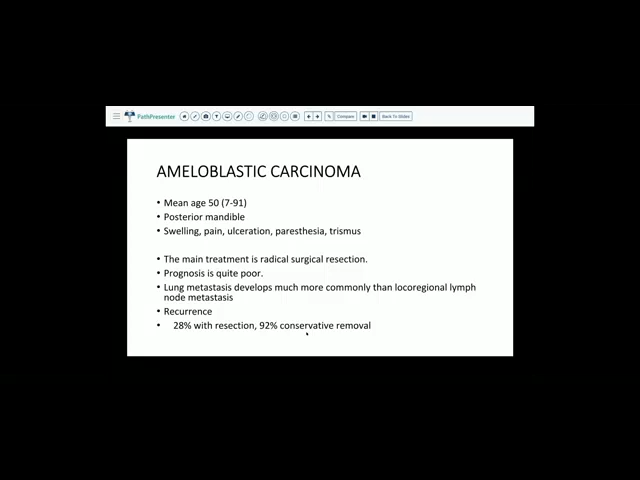 PathPresenter
Compare
Back To Slides
AMELOBLASTIC CARCINOMA
• Mean age 50 (7-91)
• Posterior mandible
• Swelling, pain, ulceration, paresthesia, trismus
• The main treatment is radical surgical resection.
• Prognosis is quite poor.
• Lung metastasis develops much more commonly than locoregional lymph
node metastasis
• Recurrence
• 28% with resection, 92% conservative removal